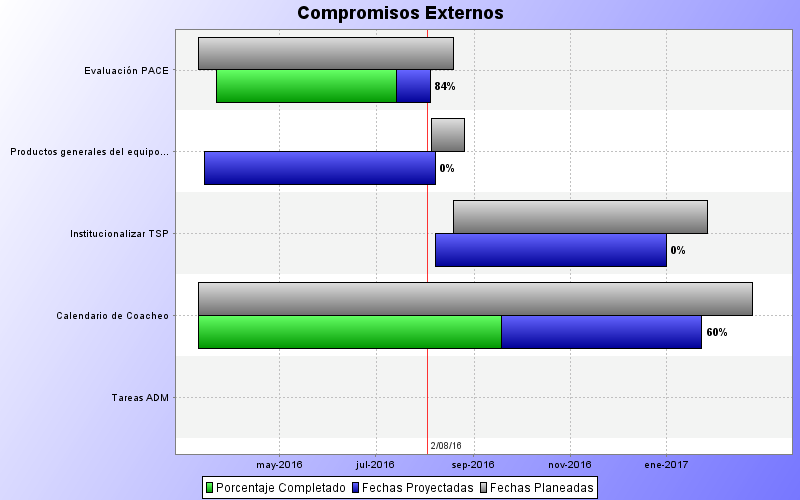 Compromisos Externos
Evaluación PACE
84%
Productos generales del equipo...
0%
Institucionalizar TSP
0%
Calendario de Coacheo
60%
Tareas ADM
2/08/16
may-2016 jul-2016 sep-2016 nov-2016 ene-2017
Porcentaje Completado Fechas Proyectadas Fechas Planeadas